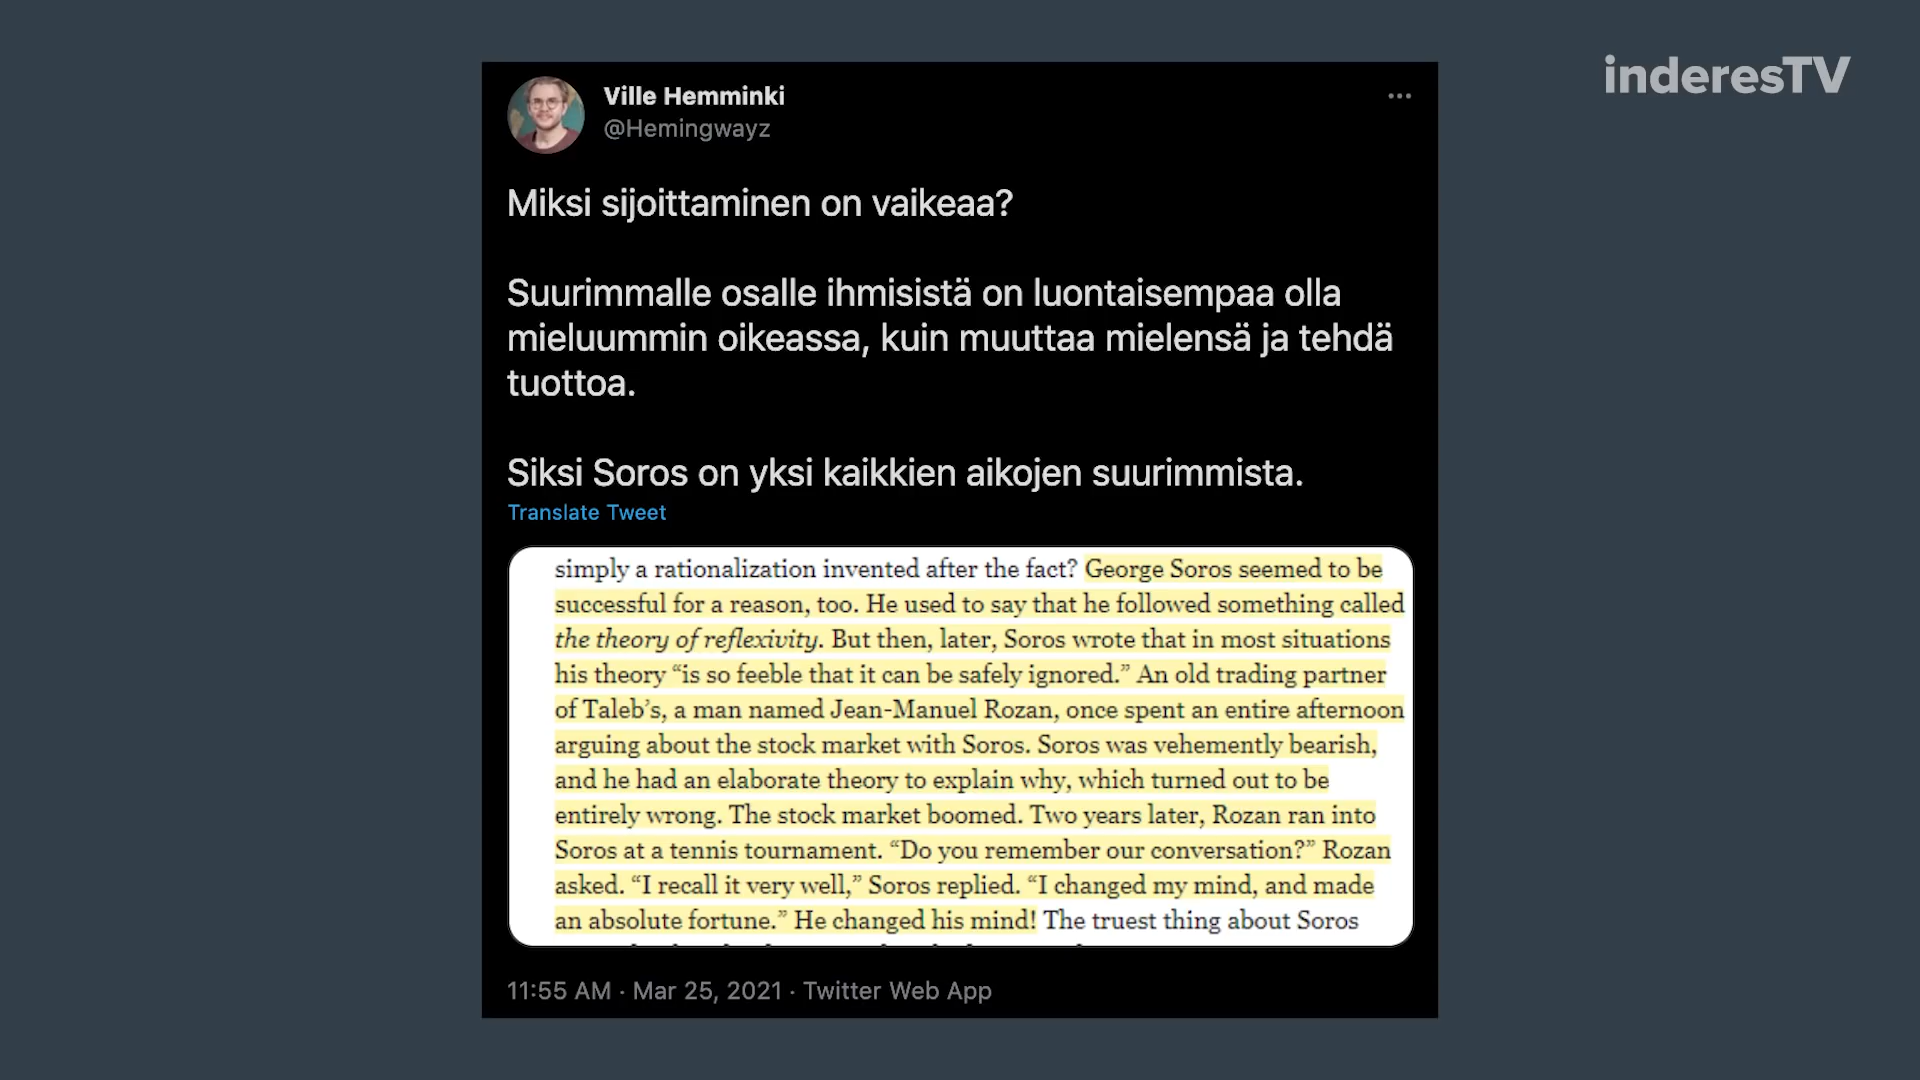 inderesTV
Ville Hemminki
@Hemingwayz
Miksi sijoittaminen on vaikeaa?
Suurimmalle osalle ihmisistä on luontaisempaa olla
mieluummin oikeassa, kuin muuttaa mielensä ja tehdä
tuottoa.
Siksi Soros on yksi kaikkien aikojen suurimmista.
Translate Tweet
simply a rationalization invented after the fact? George Soros seemed to be
successful for a reason, too. He used to say that he followed something called
the theory of reflexivity. But then, later, Soros wrote that in most situations
his theory “is so feeble that it can be safely ignored.” An old trading partner
of Taleb’s, a man named Jean-Manuel Rozan, once spent an entire afternoon
arguing about the stock market with Soros. Soros was vehemently bearish,
and he had an elaborate theory to explain why, which turned out to be
entirely wrong. The stock market boomed. Two years later, Rozan ran into
Soros at a tennis tournament. “Do you remember our conversation?” Rozan
asked. “I recall it very well,” Soros replied. “I changed my mind, and made
an absolute fortune.” He changed his mind! The truest thing about Soros
11:55 AM · Mar 25, 2021 · Twitter Web App